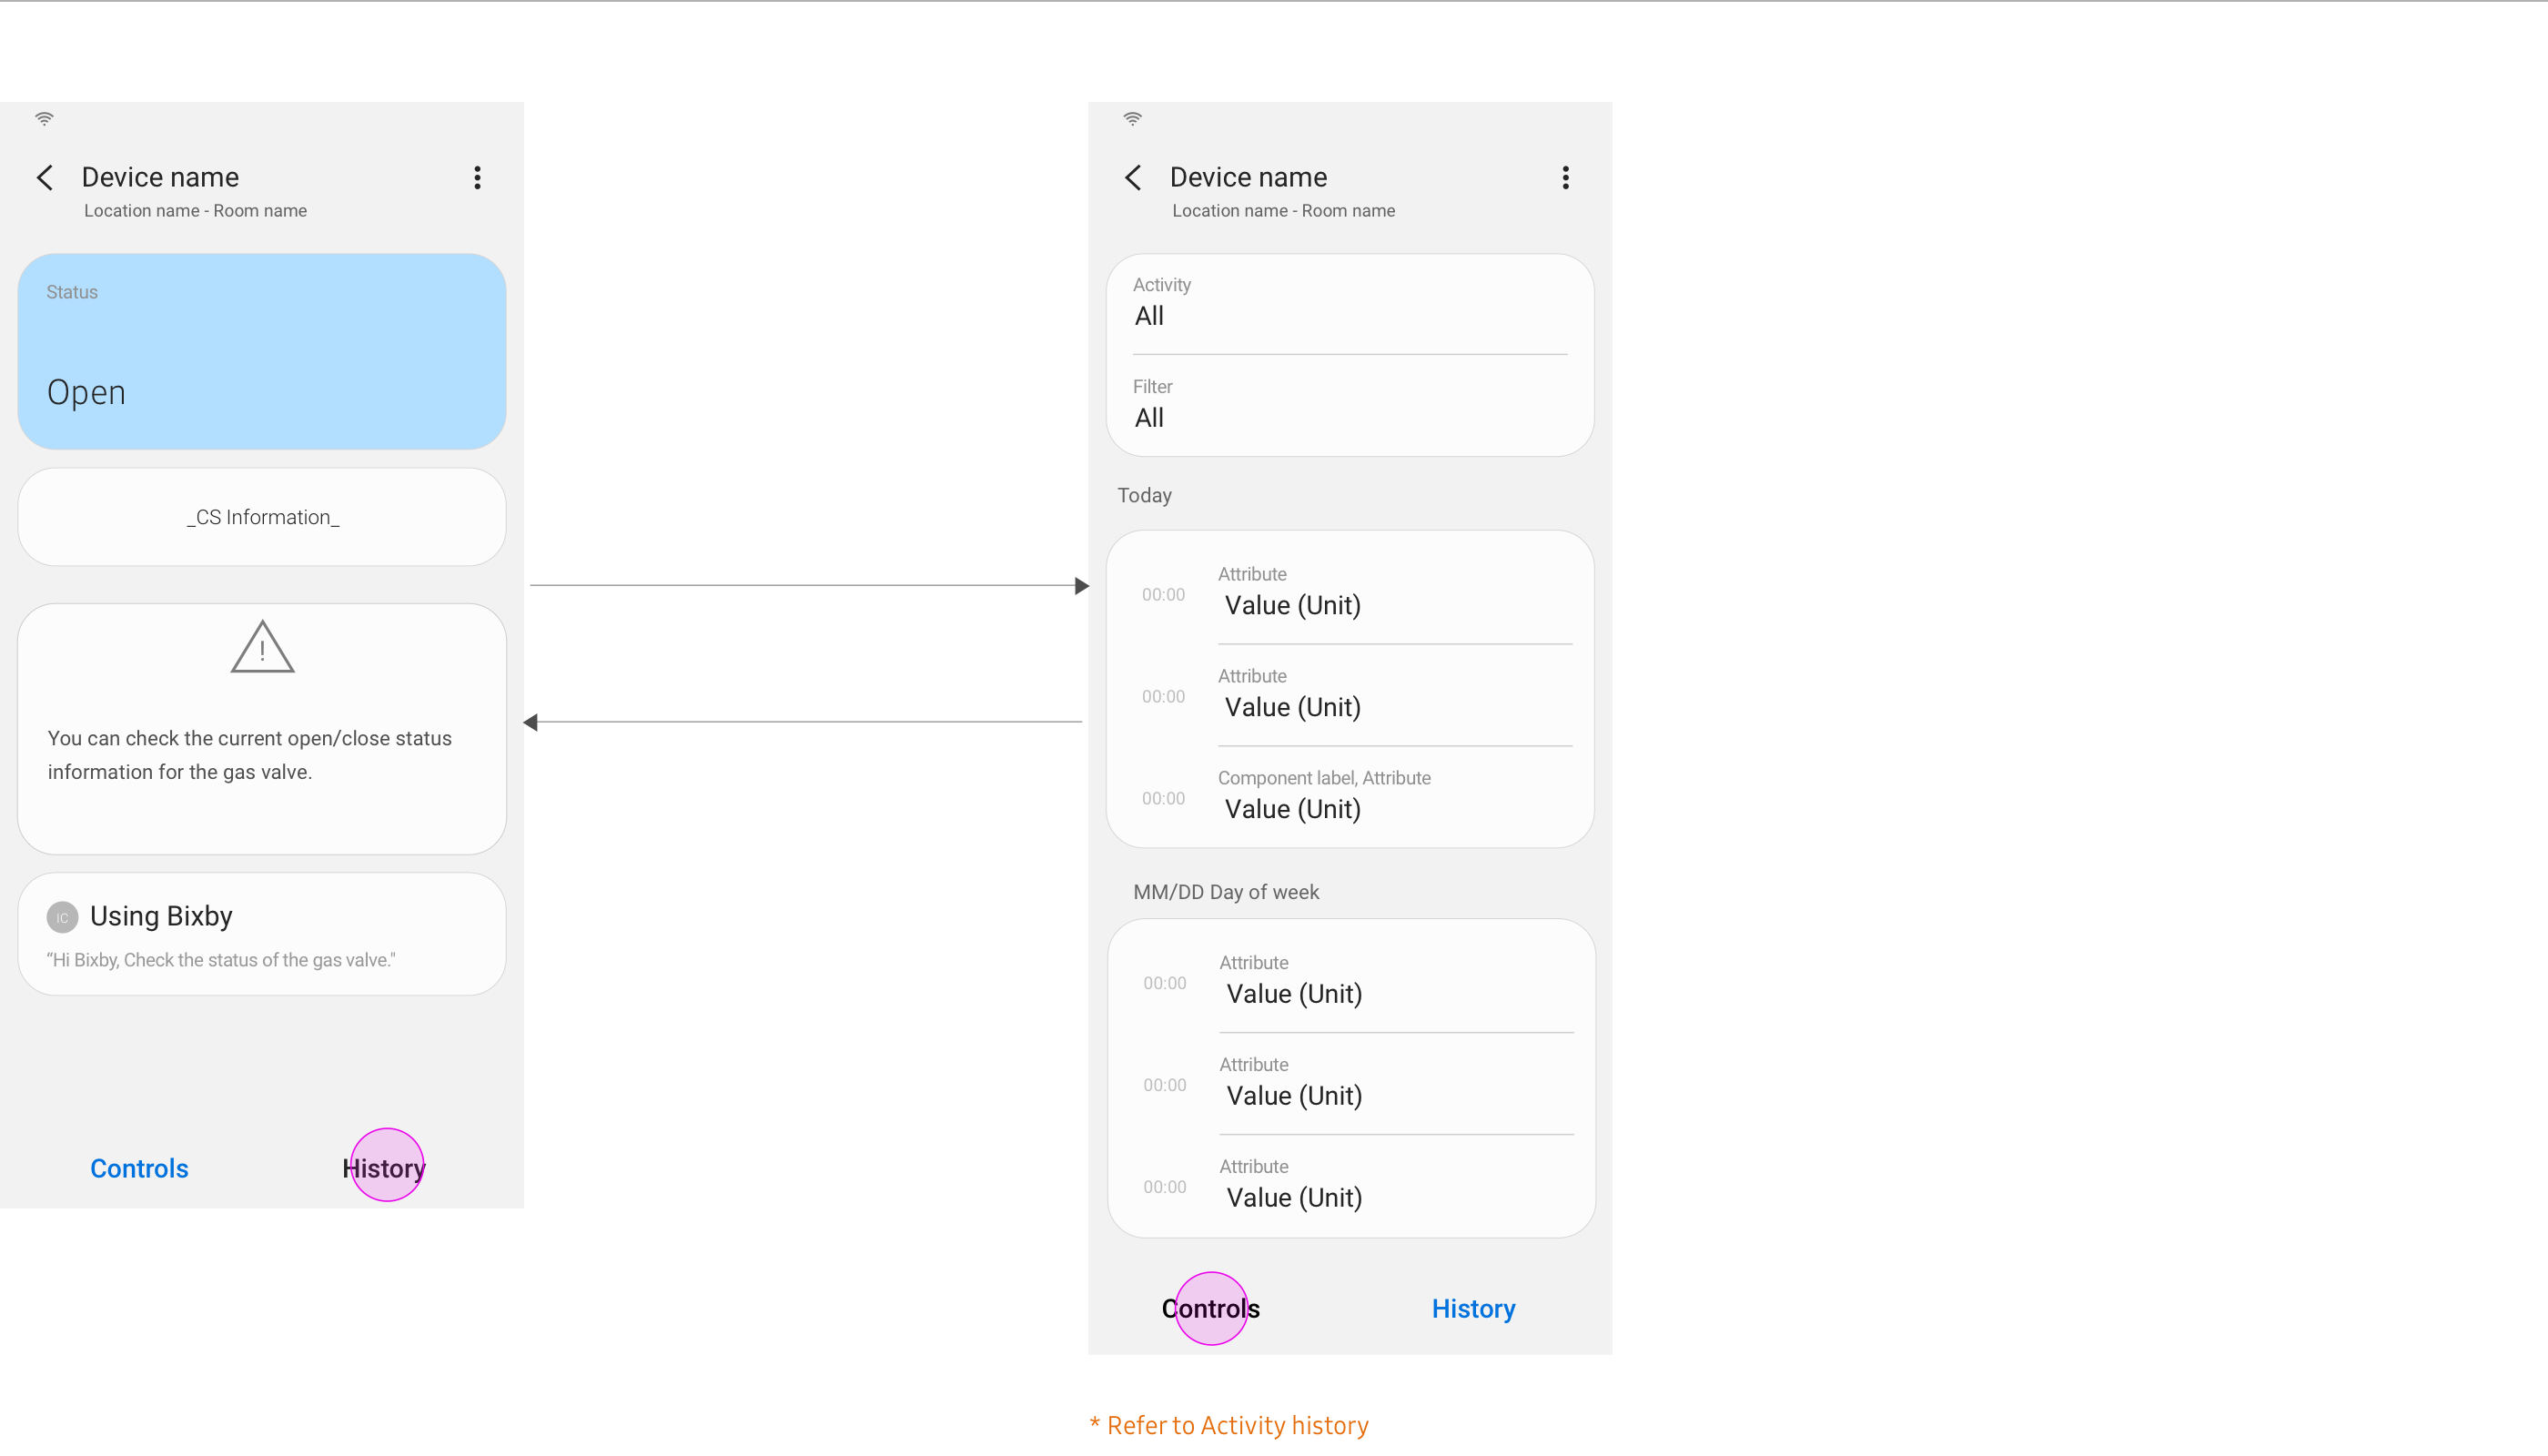 Device name
Location name - Room name
Status
Open
_CS Information_
!
You can check the current open/close status
information for the gas valve.
IC Using Bixby
“Hi Bixby, Check the status of the gas valve."
Controls History
Device name
Location name - Room name
Activity
All
Filter
All
Today
Attribute
00:00 Value (Unit)
Attribute
00:00 Value (Unit)
Component label, Attribute
00:00 Value (Unit)
MM/DD Day of week
Attribute
00:00 Value (Unit)
Attribute
00:00 Value (Unit)
Attribute
00:00 Value (Unit)
Controls History
* Refer to Activity history